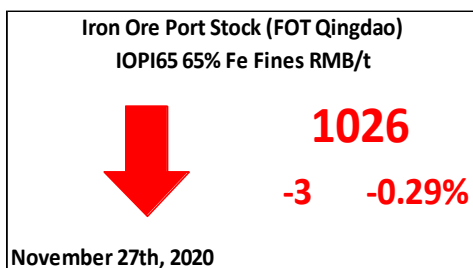 Iron Ore Port Stock (FOT Qingdao)
IOPI65 65% Fe Fines RMB/t
1026
-3 -0.29%
November 27th, 2020